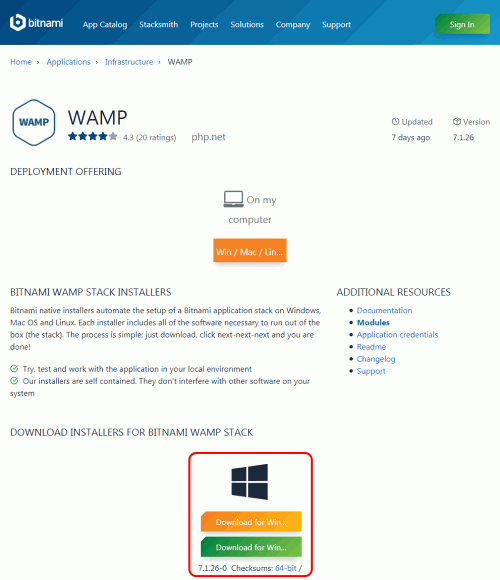 bitnami
App Catalog Stacksmith Projects Solutions Company Support Sign In
Home › Applications › Infrastructure › WAMP
WAMP
WAMP
4.3 (20 ratings) php.net
Updated Version
7 days ago 7.1.26
DEPLOYMENT OFFERING
On my
computer
Win / Mac / Lin...
BITNAMI WAMP STACK INSTALLERS
Bitnami native installers automate the setup of a Bitnami application stack on Windows,
Mac OS and Linux. Each installer includes all of the software necessary to run out of the
box (the stack). The process is simple; just download, click next-next-next and you are
done!
Try, test and work with the application in your local environment
Our installers are self contained. They don't interfere with other software on your
system
ADDITIONAL RESOURCES
Documentation
Modules
Application credentials
Readme
Changelog
Support
DOWNLOAD INSTALLERS FOR BITNAMI WAMP STACK
Download for Win...
Download for Win...
7.1.26-0 Checksums: 64-bit /